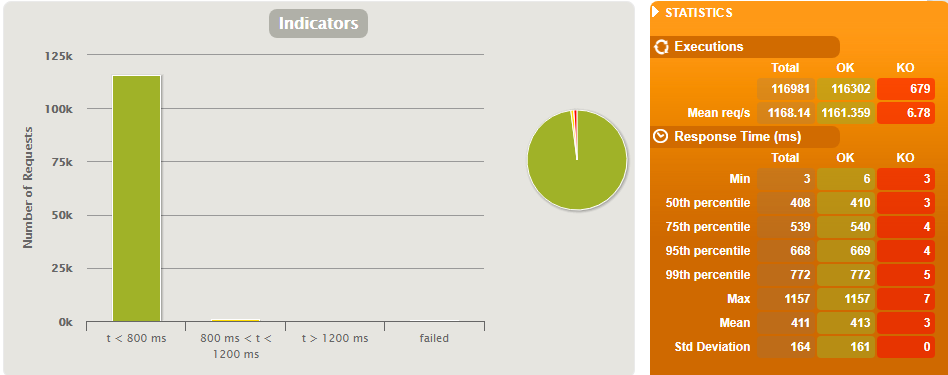 Indicators
Number of Requests
125k
100k
75k
50k
25k
0k
t < 800 ms
800 ms < t <
1200 ms
t > 1200 ms
failed
STATISTICS
Executions
Total OK KO
116981 116302 679
Mean req/s 1168.14 1161.359 6.78
Response Time (ms)
Total OK KO
Min 3 6 3
50th percentile 408 410 3
75th percentile 539 540 4
95th percentile 668 669 4
99th percentile 772 772 5
Max 1157 1157 7
Mean 411 413 3
Std Deviation 164 161 0